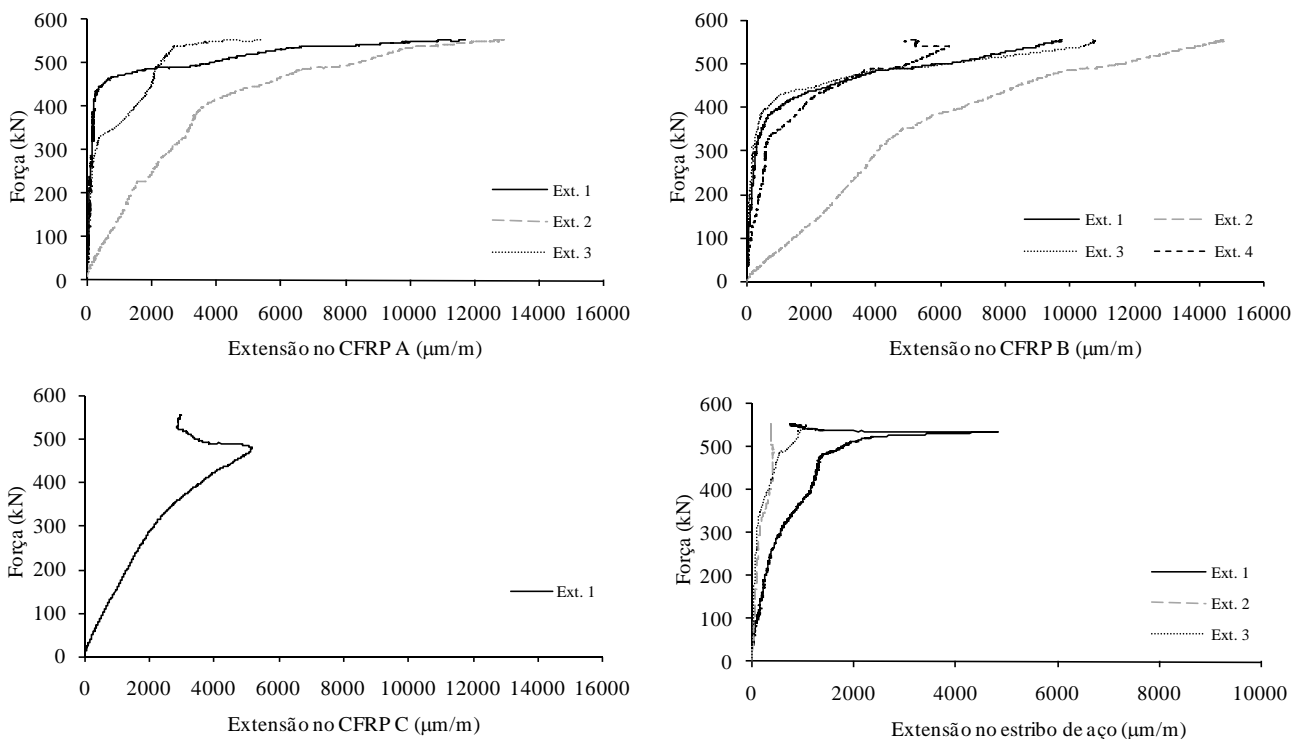 600
500
400
300
200
100
0
Força (kN)
Ext. 1
Ext. 2
Ext. 3
0 2000 4000 6000 8000 10000 12000 14000 16000
Extensão no CFRP A (µm/m)
600
500
400
300
200
100
0
Força (kN)
Ext. 1 Ext. 2
Ext. 3 Ext. 4
0 2000 4000 6000 8000 10000 12000 14000 16000
Extensão no CFRP B (µm/m)
600
500
400
300
200
100
0
Força (kN)
Ext. 1
0 2000 4000 6000 8000 10000 12000 14000 16000
Extensão no CFRP C (µm/m)
600
500
400
300
200
100
0
Força (kN)
Ext. 1
Ext. 2
Ext. 3
0 2000 4000 6000 8000 10000
Extensão no estribo de aço (µm/m)